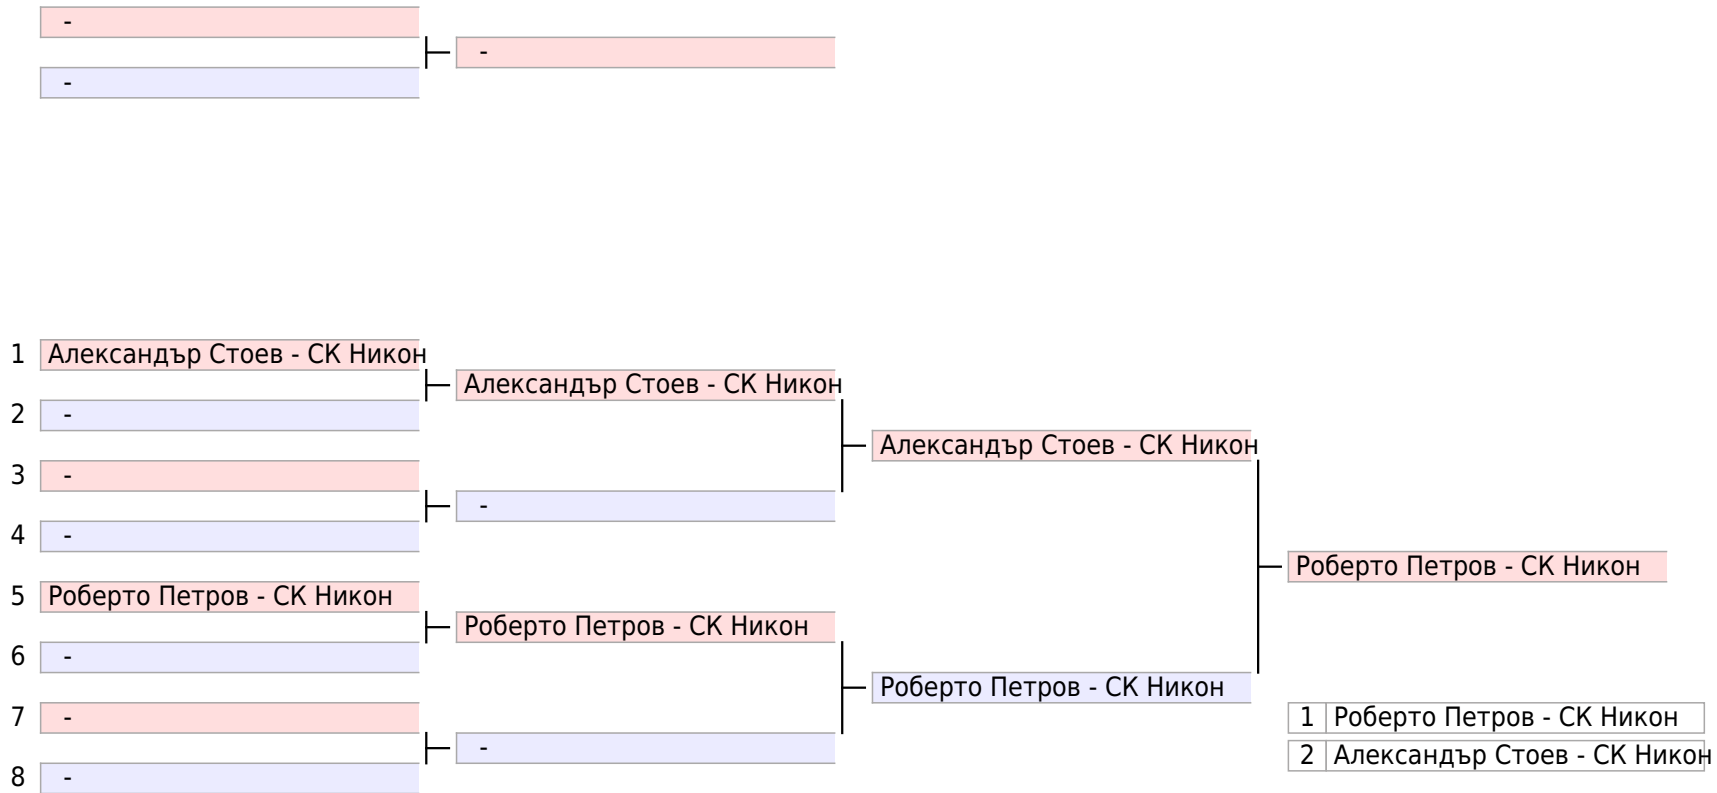 -
-
-
1 Александър Стоев - СК Никон
Александър Стоев - СК Никон
2 -
Александър Стоев - СК Никон
3 -
-
4 -
Роберто Петров - СК Никон
5 Роберто Петров - СК Никон
Роберто Петров - СК Никон
6 -
Роберто Петров - СК Никон
7 -
1 Роберто Петров - СК Никон
-
2 Александър Стоев - СК Никон
8 -